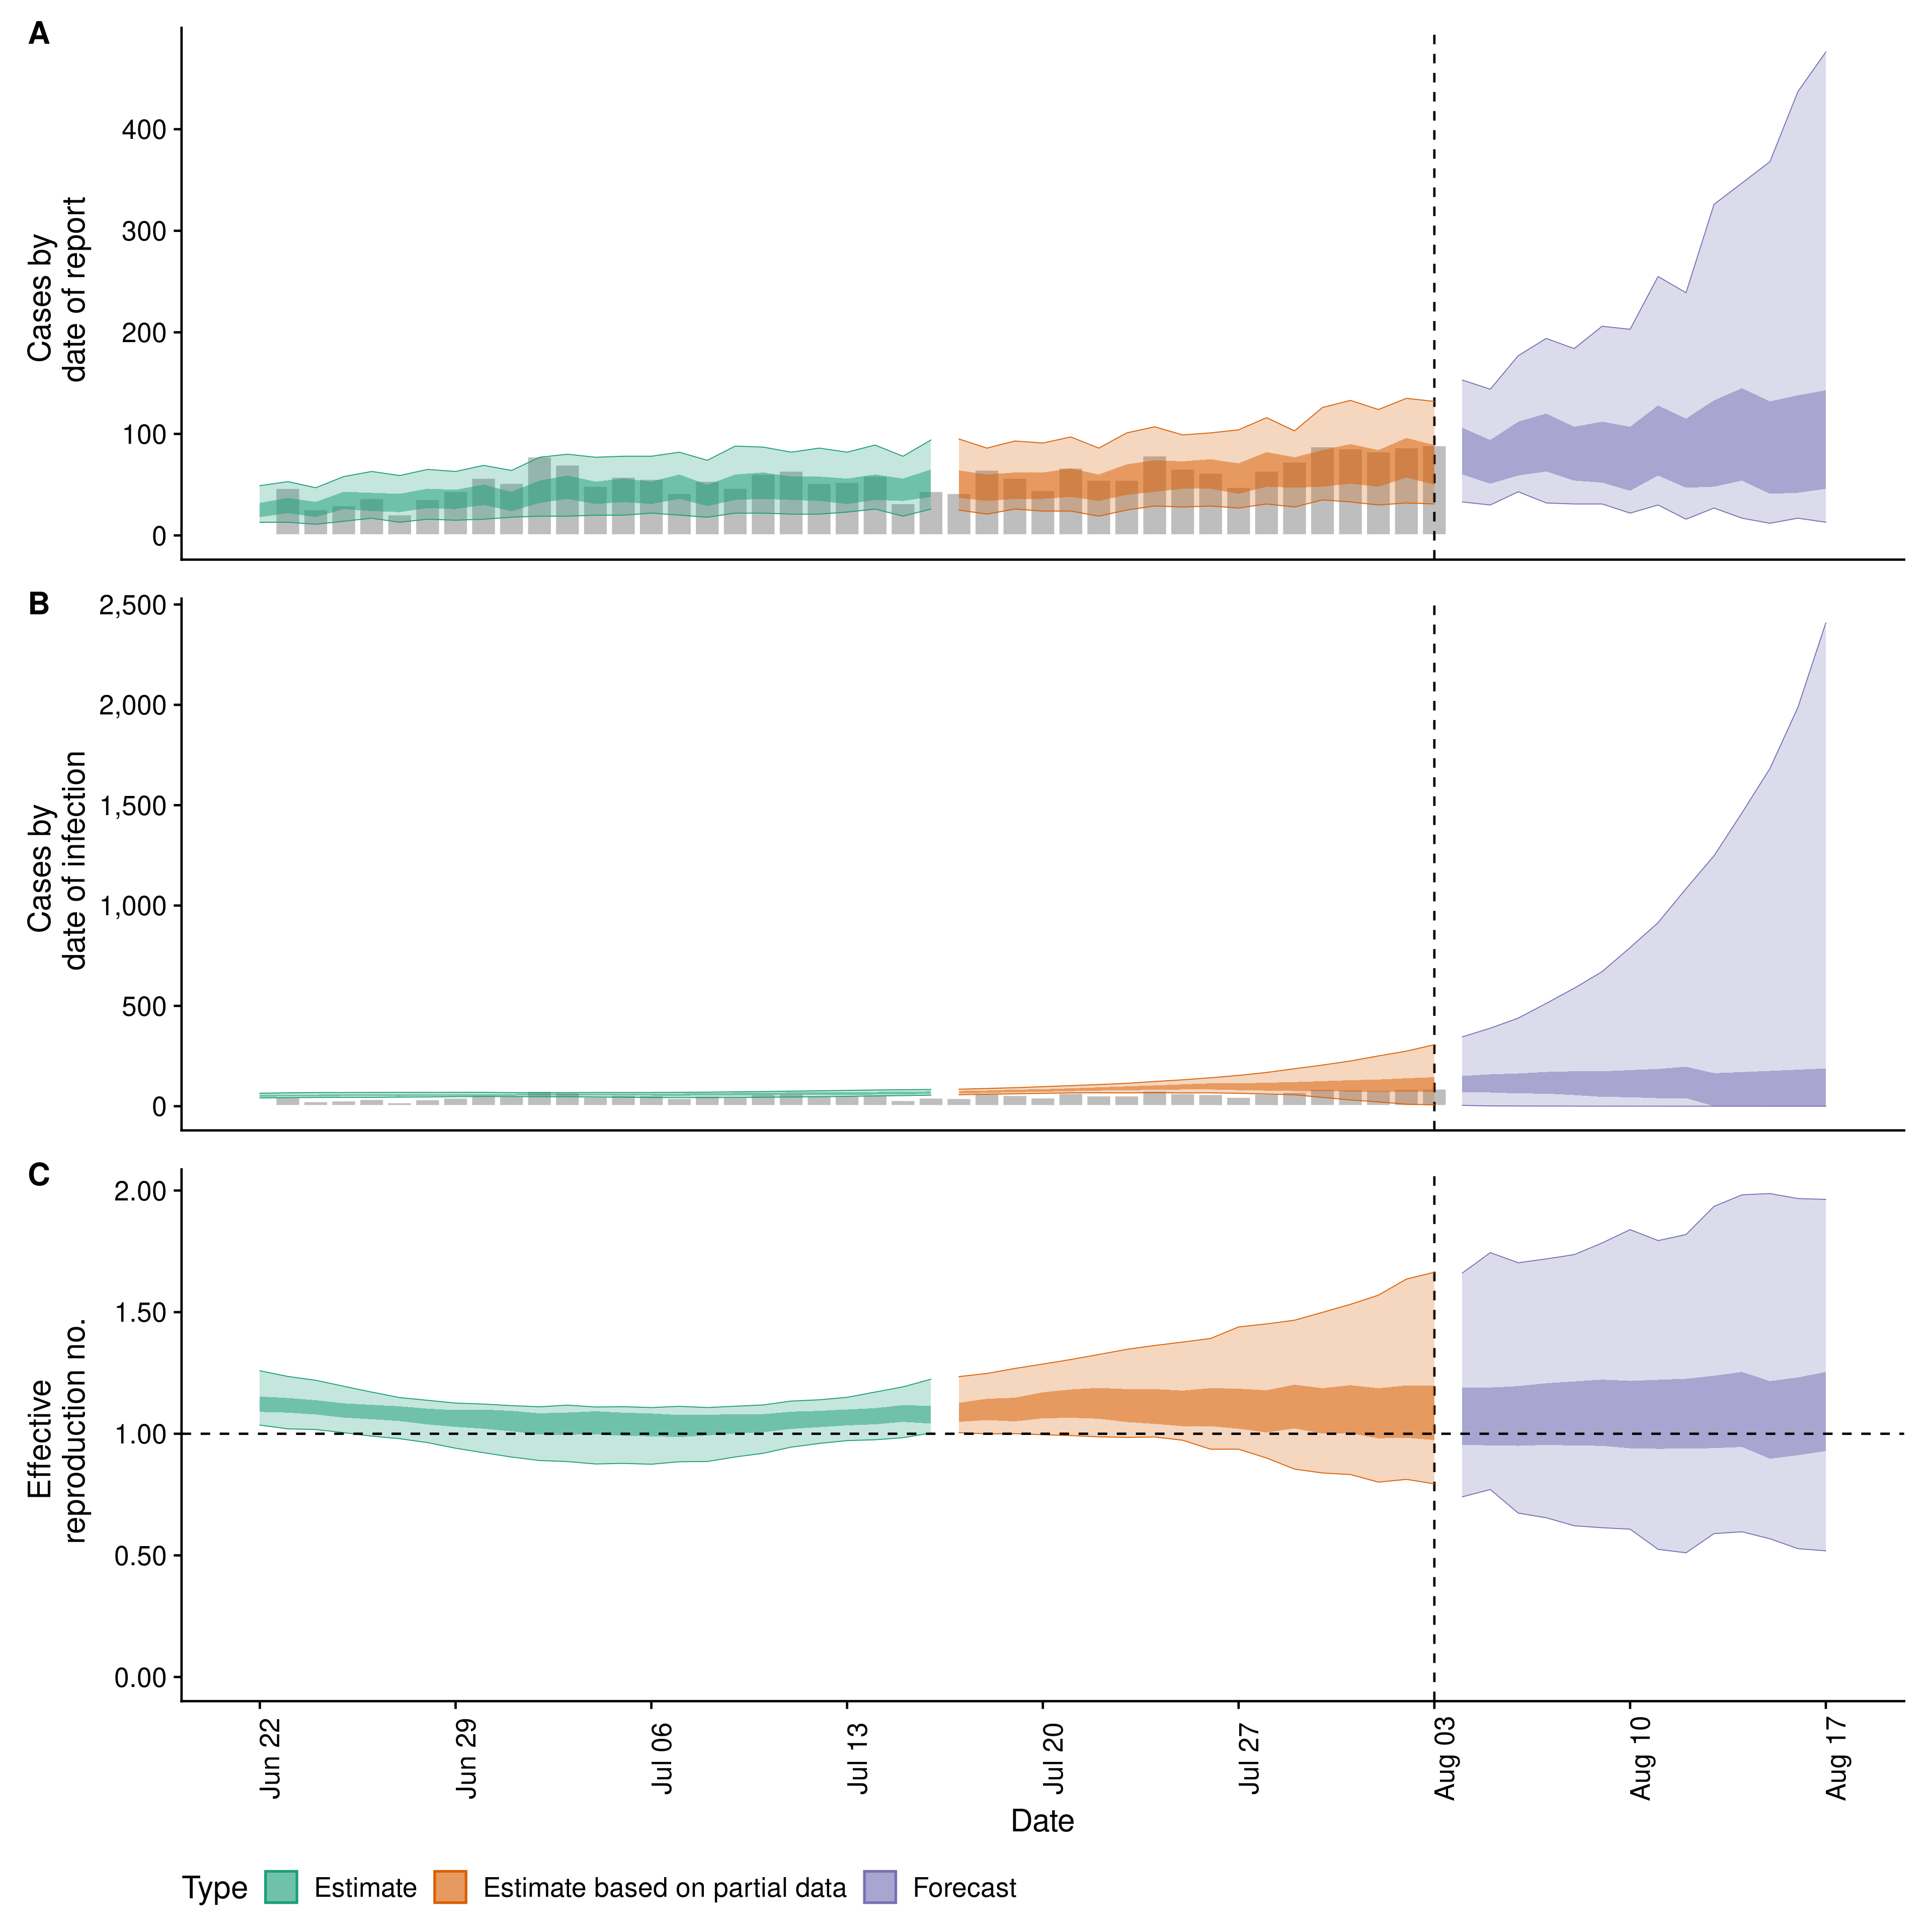 A
Cases by
date of report
400
300
200
100
0
B
Cases by
date of infection
2,500
2,000
1,500
1,000
500
0
C
Effective
reproduction no.
2.00
1.50
1.00
0.50
0.00
Jun 22
Jun 29
Jul 06
Jul 13
Jul 20
Jul 27
Aug 03
Aug 10
Aug 17
Date
Type Estimate Estimate based on partial data Forecast